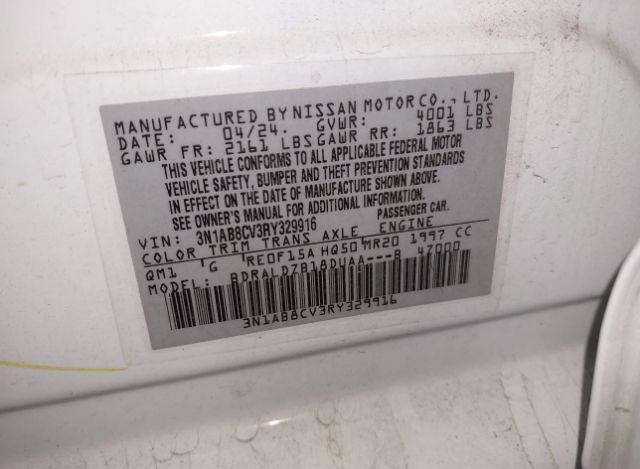 MANUFACTURED BY NISSAN MOTOR CO., LTD.
DATE: 04/24. GVWR: 4001 LBS
GAWR FR: 2161 LBS GAWR RR: 1863 LBS
THIS VEHICLE CONFORMS TO ALL APPLICABLE FEDERAL MOTOR
VEHICLE SAFETY, BUMPER AND THEFT PREVENTION STANDARDS
IN EFFECT ON THE DATE OF MANUFACTURE SHOWN ABOVE.
SEE OWNER'S MANUAL FOR ADDITIONAL INFORMATION.
VIN: 3N1AB8CV3RY329916 PASSENGER CAR.
COLOR TRIM TRANS AXLE ENGINE
QM1 G RE0F15A HQ50 MR20 1997 CC
MODEL: BDRALDZB18DUAA---B 47000
3N1AB8CV3RY329916